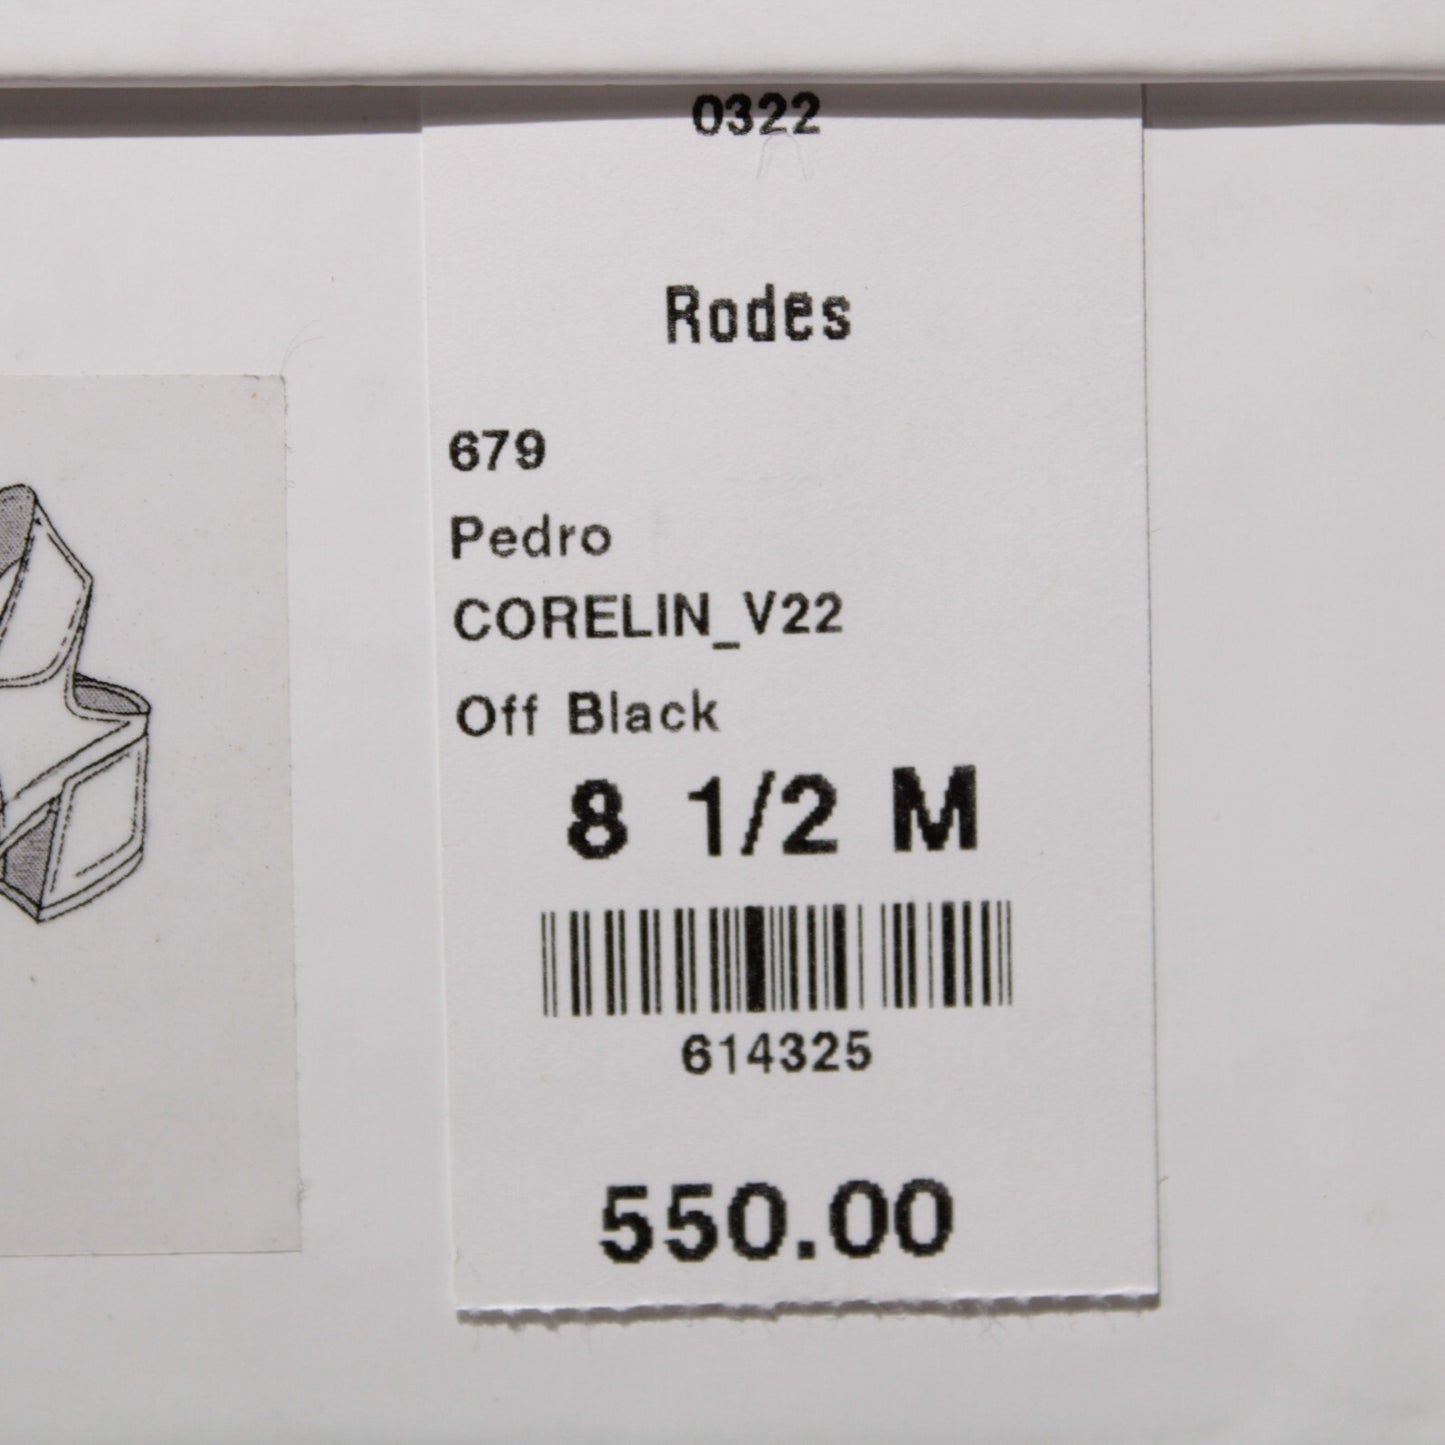 0322
Rodes
679
Pedro
CORELIN_V22
Off Black
8 1/2 M
614325
550.00